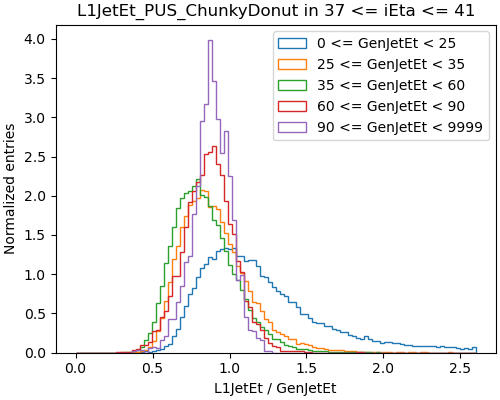 L1JetEt_PUS_ChunkyDonut in 37 <= iEta <= 41
0 <= GenJetEt < 25
25 <= GenJetEt < 35
35 <= GenJetEt < 60
60 <= GenJetEt < 90
90 <= GenJetEt < 9999
Normalized entries
4.0
3.5
3.0
2.5
2.0
1.5
1.0
0.5
0.0
0.0 0.5 1.0 1.5 2.0 2.5
L1JetEt / GenJetEt